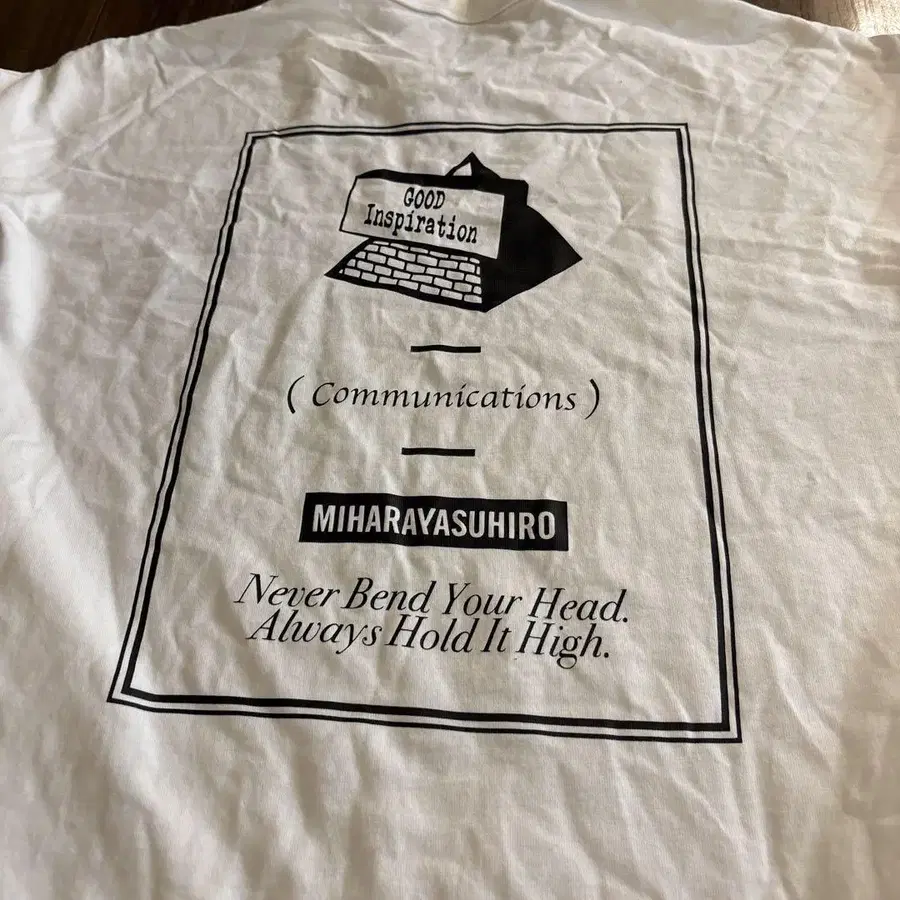 GOOD
Inspiration
( Communications )
MIHARAYASUHIRO
Never Bend Your Head.
Always Hold It High.